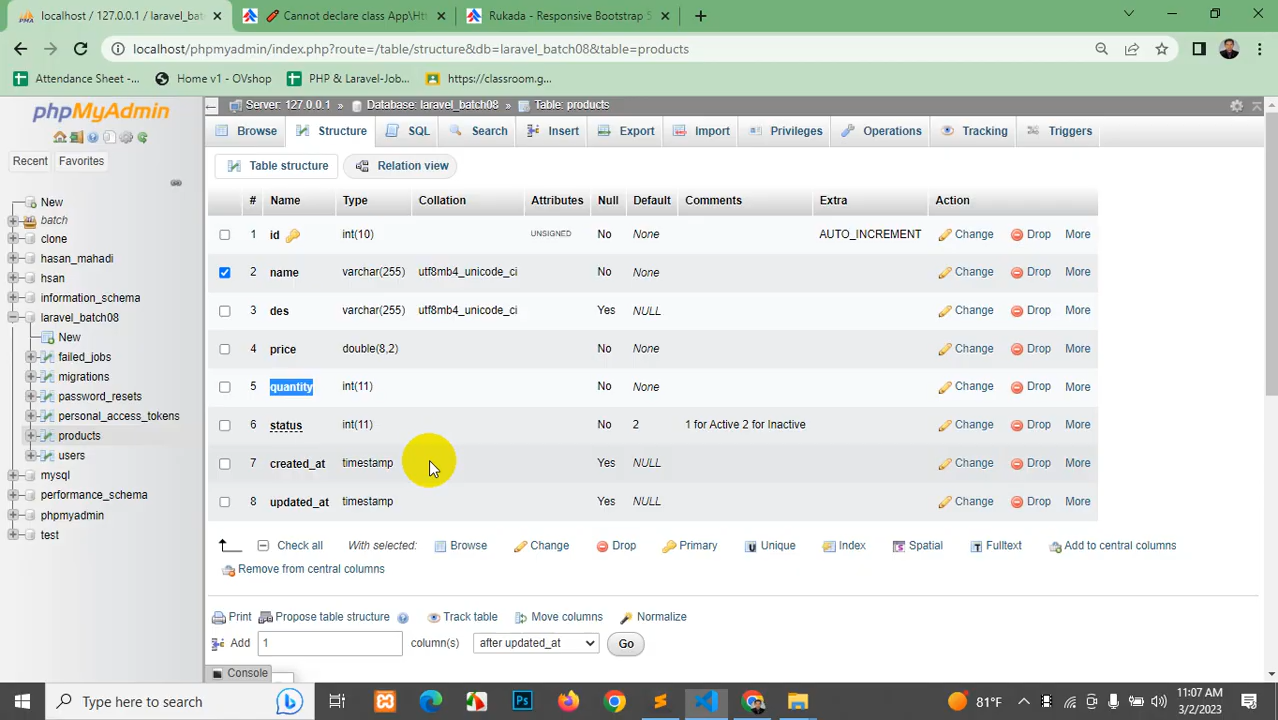 localhost / 127.0.0.1 / laravel_bat
Cannot declare class App\Ht
Rukada - Responsive Bootstrap 5
localhost/phpmyadmin/index.php?route=/table/structure&db=laravel_batch08&table=products
Attendance Sheet -...
Home v1 - OVshop
PHP & Laravel-Job...
https://classroom.g...
phpMyAdmin
Recent
Favorites
New
batch
clone
hasan_mahadi
hsan
information_schema
laravel_batch08
New
failed_jobs
migrations
password_resets
personal_access_tokens
products
users
mysql
performance_schema
phpmyadmin
test
Server: 127.0.0.1 » Database: laravel_batch08 » Table: products
Browse Structure SQL Search Insert Export Import Privileges Operations Tracking Triggers
Table structure Relation view
# Name Type Collation Attributes Null Default Comments Extra Action
1 id int(10) UNSIGNED No None AUTO_INCREMENT Change Drop More
2 name varchar(255) utf8mb4_unicode_ci No None Change Drop More
3 des varchar(255) utf8mb4_unicode_ci Yes NULL Change Drop More
4 price double(8,2) No None Change Drop More
5 quantity int(11) No None Change Drop More
6 status int(11) No 2 1 for Active 2 for Inactive Change Drop More
7 created_at timestamp Yes NULL Change Drop More
8 updated_at timestamp Yes NULL Change Drop More
Check all With selected: Browse Change Drop Primary Unique Index Spatial Fulltext Add to central columns
Remove from central columns
Print Propose table structure Track table Move columns Normalize
Add 1 column(s) after updated_at Go
Console
Type here to search
Ps
81°F
11:07 AM
3/2/2023